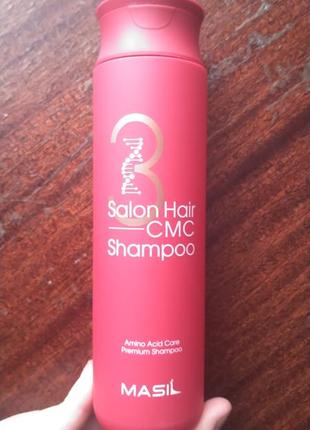 3
Salon Hair
CMC
Shampoo
Amino Acid Care
Premium Shampoo
MASIL